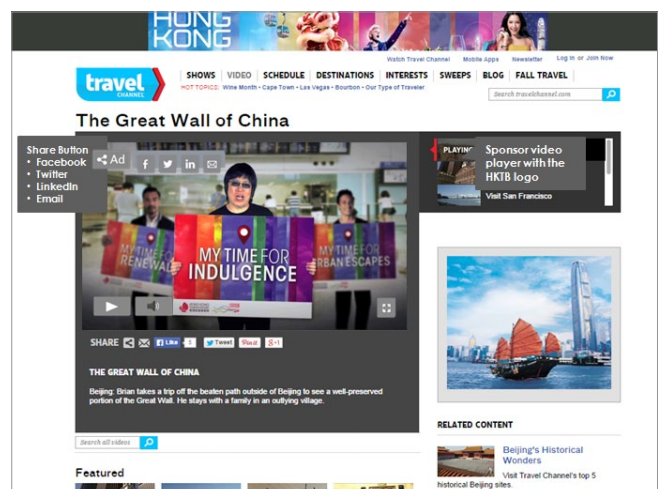 HONG
KONG
Watch Travel Channel Mobile Apps Newsletter Log In or Join Now
travel
CHANNEL
SHOWS VIDEO SCHEDULE DESTINATIONS INTERESTS SWEEPS BLOG FALL TRAVEL
HOT TOPICS: Wine Month • Cape Town • Las Vegas • Bourbon • Our Type of Traveler
Search travelchannel.com
The Great Wall of China
Share Button
• Facebook
• Twitter
• LinkedIn
• Email
Ad
PLAYING
Sponsor video
player with the
HKTB logo
Visit San Francisco
MY TIME FOR
RENEWAL
MY TIME FOR
INDULGENCE
MY TIME FOR
URBAN ESCAPES
SHARE Like Tweet Pin it g+1
THE GREAT WALL OF CHINA
Beijing: Brian takes a trip off the beaten path outside of Beijing to see a well-preserved
portion of the Great Wall. He stays with a family in an outlying village.
Search all videos
Featured
RELATED CONTENT
Beijing's Historical
Wonders
Visit Travel Channel's top 5
historical Beijing sites.